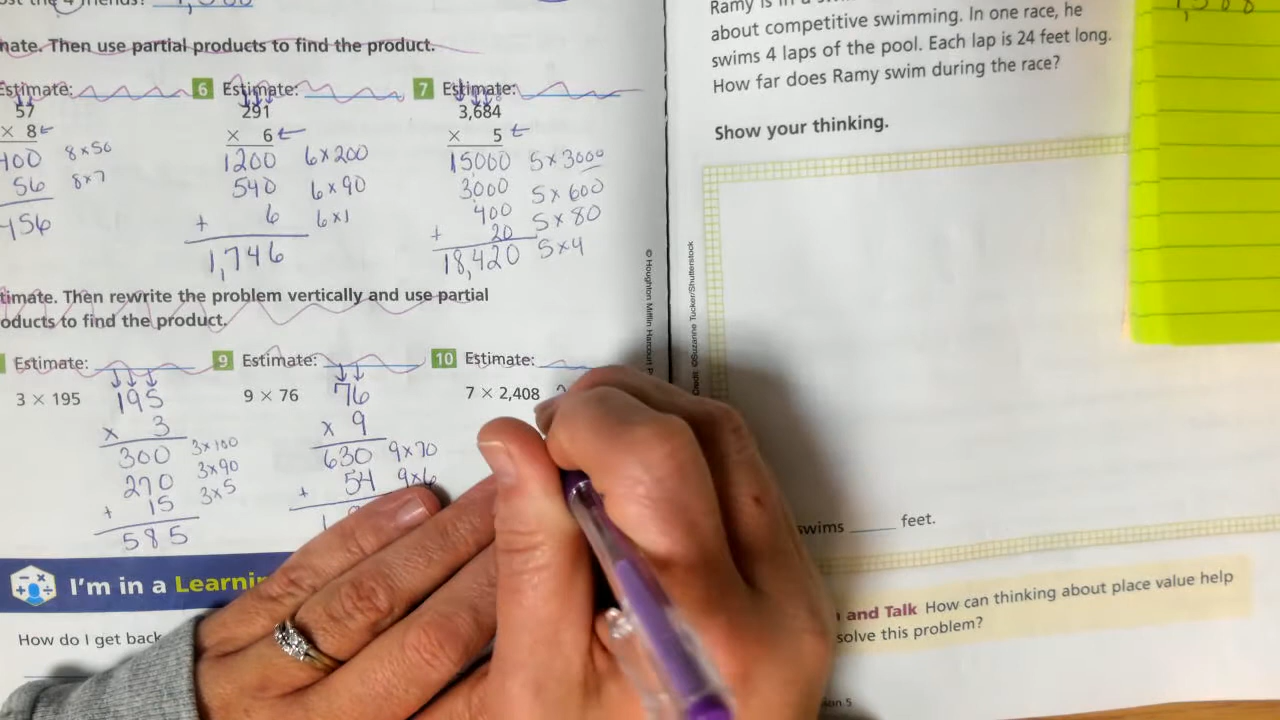 nate. Then use partial products to find the product.
Estimate:
57
× 8
400 8×50
56 8×7
456
6 Estimate:
291
× 6
1200 6×200
540 6×90
+ 6 6×1
1,746
7 Estimate:
3,684
× 5
15000 5×3000
3000 5×600
400 5×80
+ 20 5×4
18,420
timate. Then rewrite the problem vertically and use partial
oducts to find the product.
Estimate:
3 × 195
195
× 3
300 3×100
270 3×90
+ 15 3×5
585
9 Estimate:
9 × 76
76
× 9
630 9×70
+ 54 9×6
10 Estimate:
7 × 2,408
I'm in a Learnin
How do I get back
© Houghton Mifflin Harcourt P
Ramy is in a
about competitive swimming. In one race, he
swims 4 laps of the pool. Each lap is 24 feet long.
How far does Ramy swim during the race?
Show your thinking.
Credit: ©Suzanne Tucker/Shutterstock
swims ____ feet.
and Talk How can thinking about place value help
solve this problem?